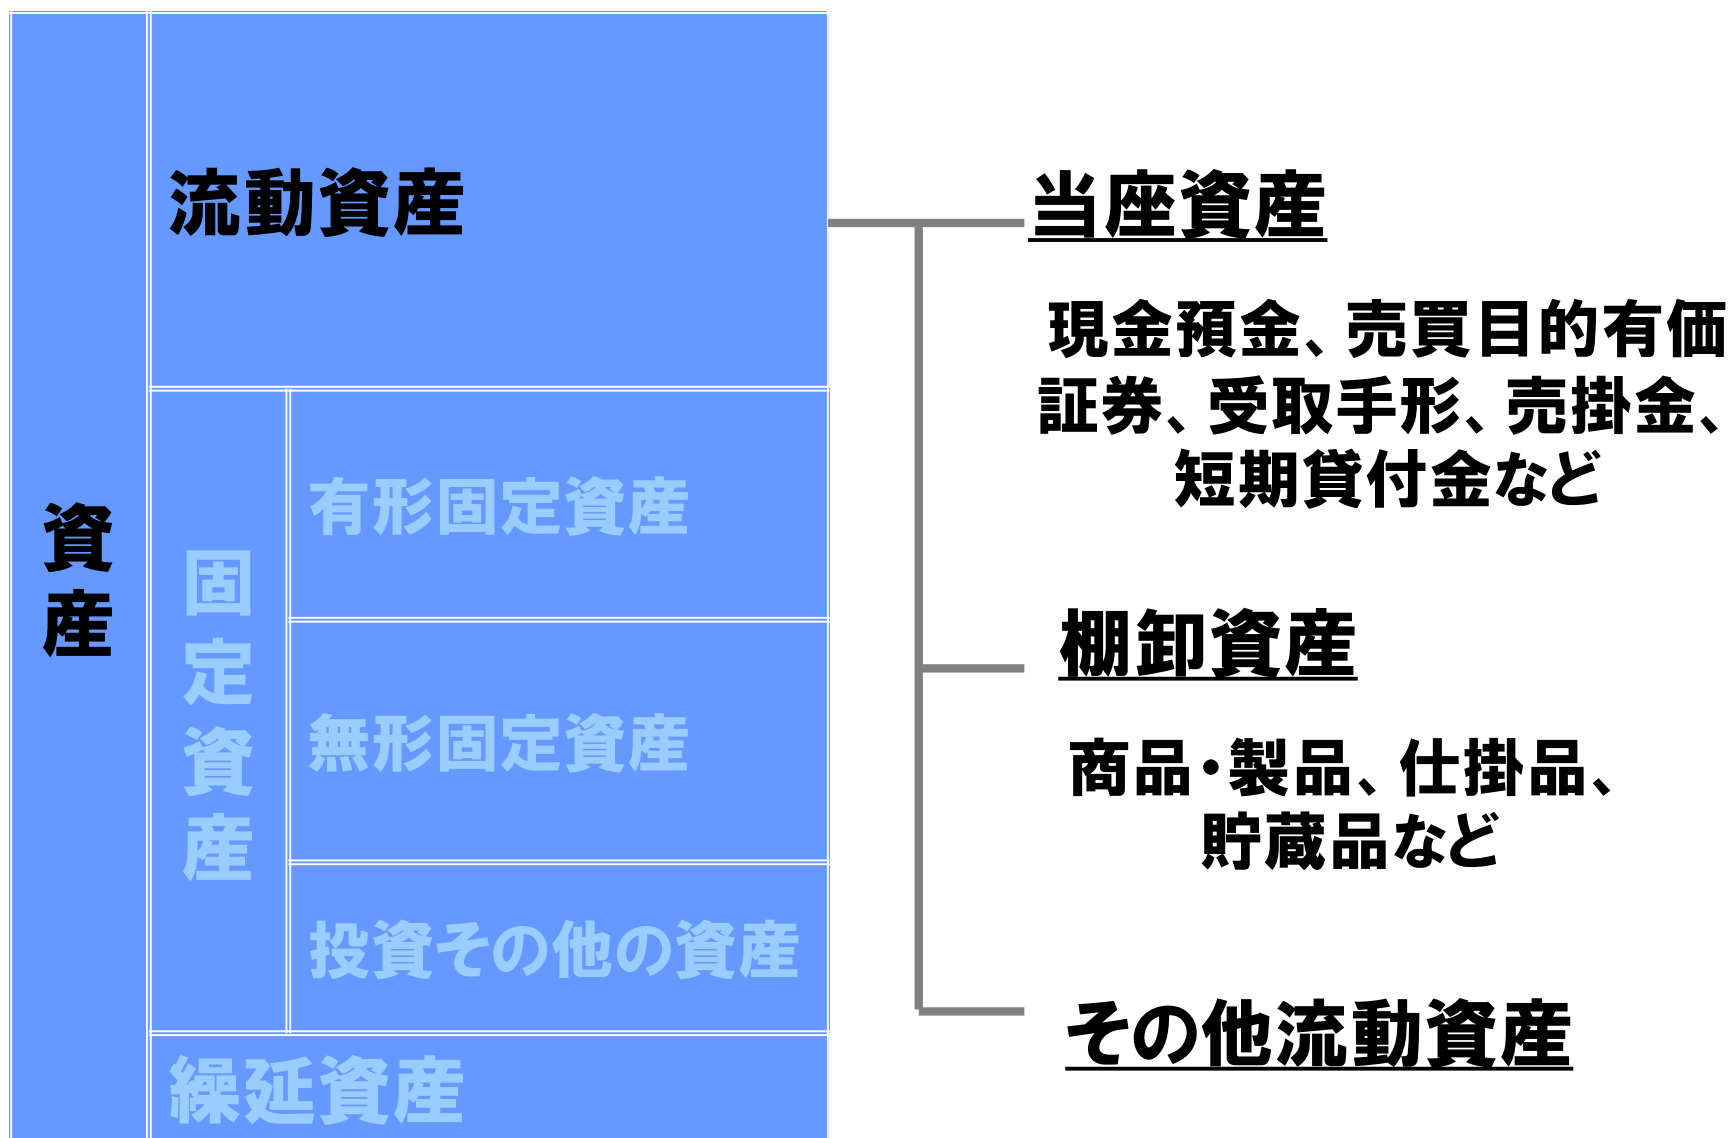 資産
流動資産
固定資産
有形固定資産
無形固定資産
投資その他の資産
繰延資産
当座資産
現金預金、売買目的有価
証券、受取手形、売掛金、
短期貸付金など
棚卸資産
商品・製品、仕掛品、
貯蔵品など
その他流動資産